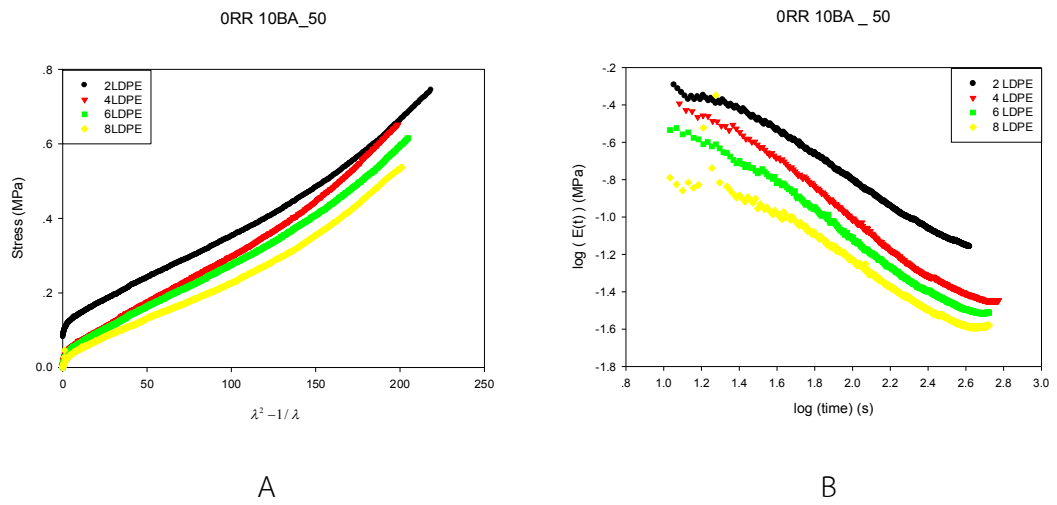 0RR 10BA_50
Stress (MPa)
.8
.6
.4
.2
0.0
2LDPE
4LDPE
6LDPE
8LDPE
0
50
100
150
200
250
λ² −1/ λ
A
0RR 10BA _ 50
log ( E(t) ) (MPa)
-.2
-.4
-.6
-.8
-1.0
-1.2
-1.4
-1.6
-1.8
2 LDPE
4 LDPE
6 LDPE
8 LDPE
.8
1.0
1.2
1.4
1.6
1.8
2.0
2.2
2.4
2.6
2.8
3.0
log (time) (s)
B